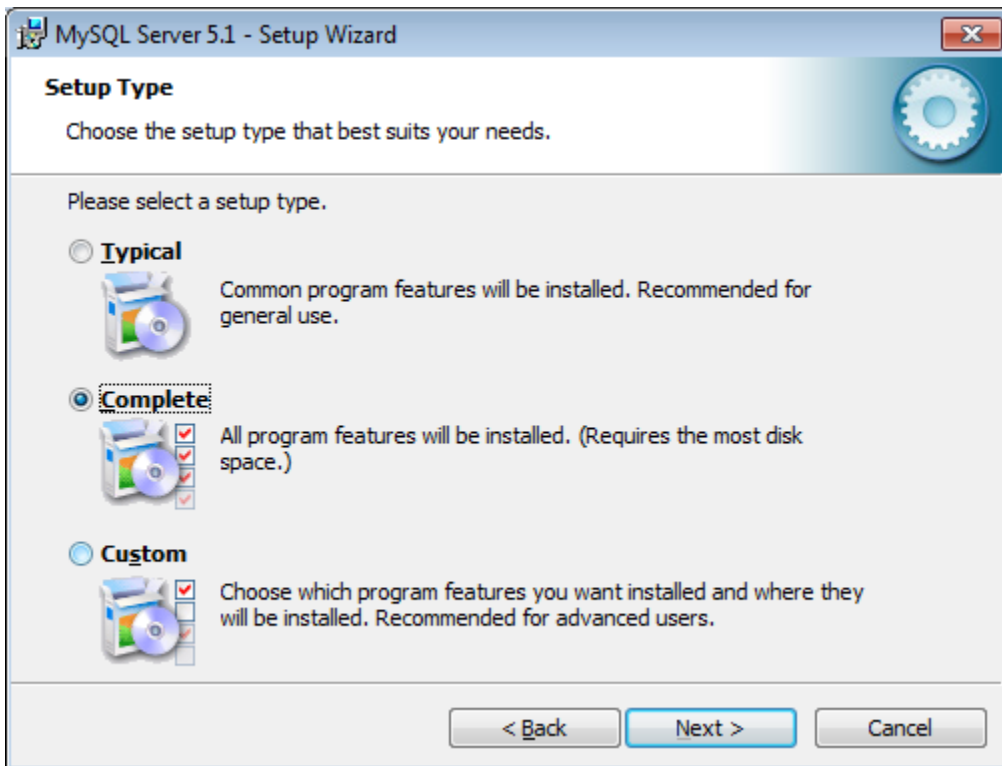 MySQL Server 5.1 - Setup Wizard
Setup Type
Choose the setup type that best suits your needs.
Please select a setup type.
Typical
Common program features will be installed. Recommended for
general use.
Complete
All program features will be installed. (Requires the most disk
space.)
Custom
Choose which program features you want installed and where they
will be installed. Recommended for advanced users.
< Back
Next >
Cancel